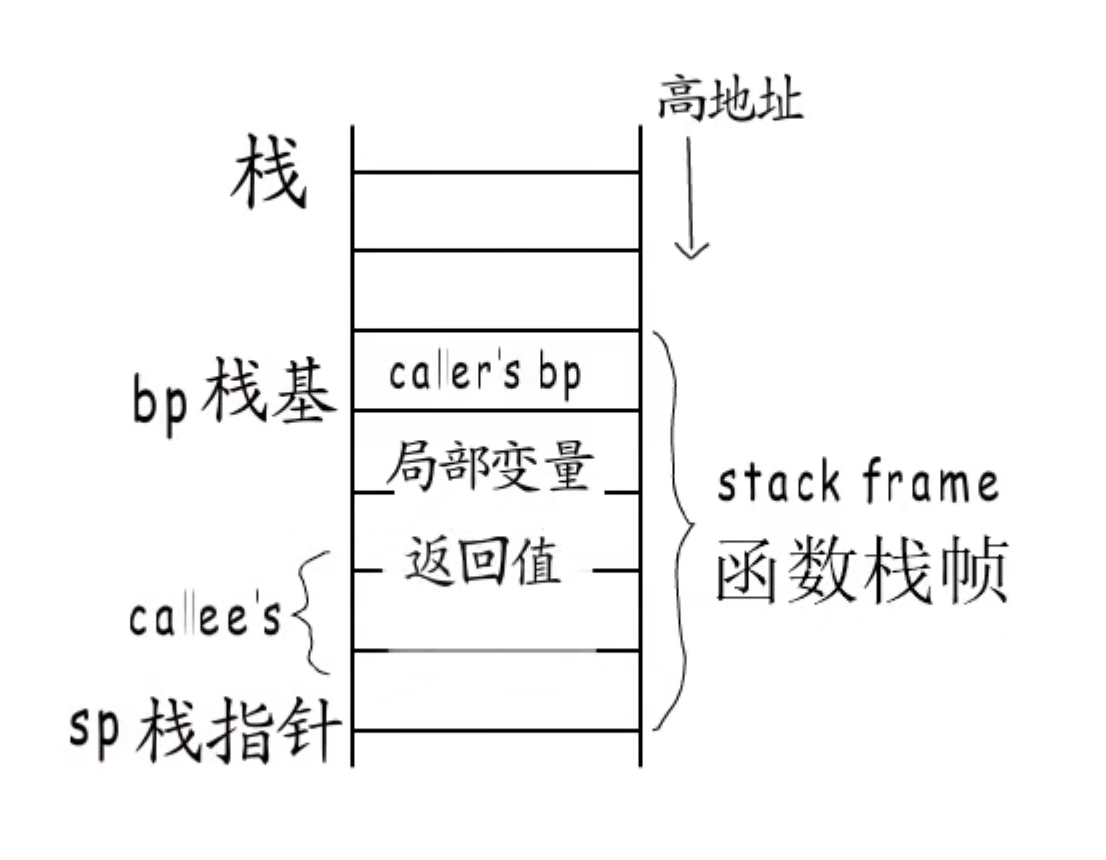 高地址
栈
caller's bp
bp 栈基
局部变量
stack frame
返回值
函数栈帧
callee's
sp 栈指针